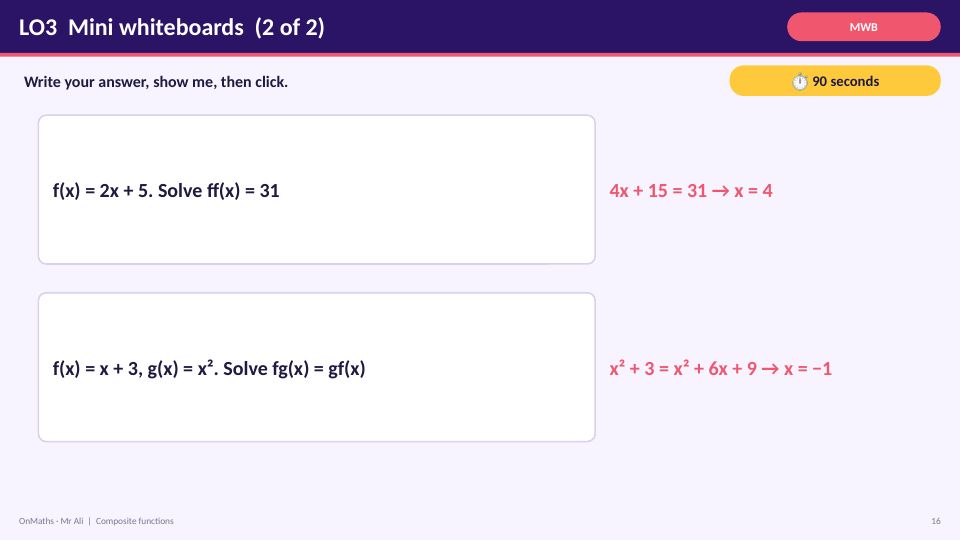 LO3  Mini whiteboards  (2 of 2)
MWB
Write your answer, show me, then click.
⏱ 90 seconds
f(x) = 2x + 5. Solve ff(x) = 31
4x + 15 = 31 → x = 4
f(x) = x + 3, g(x) = x². Solve fg(x) = gf(x)
x² + 3 = x² + 6x + 9 → x = −1
OnMaths · Mr Ali  |  Composite functions
16